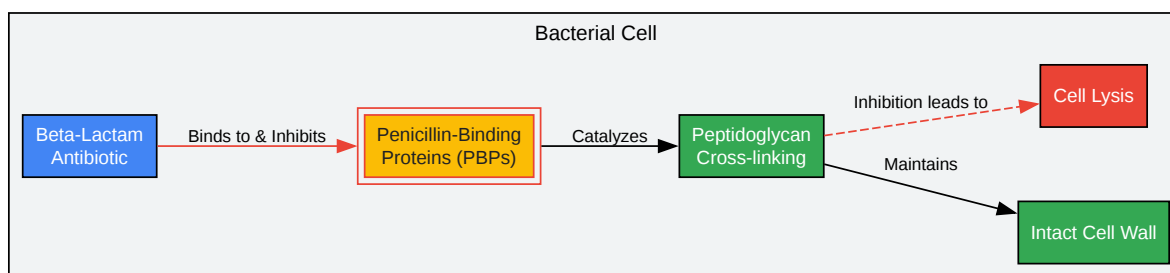 Bacterial Cell
Beta-Lactam
Antibiotic
Binds to & Inhibits
Penicillin-Binding
Proteins (PBPs)
Catalyzes
Peptidoglycan
Cross-linking
Inhibition leads to
Cell Lysis
Maintains
Intact Cell Wall